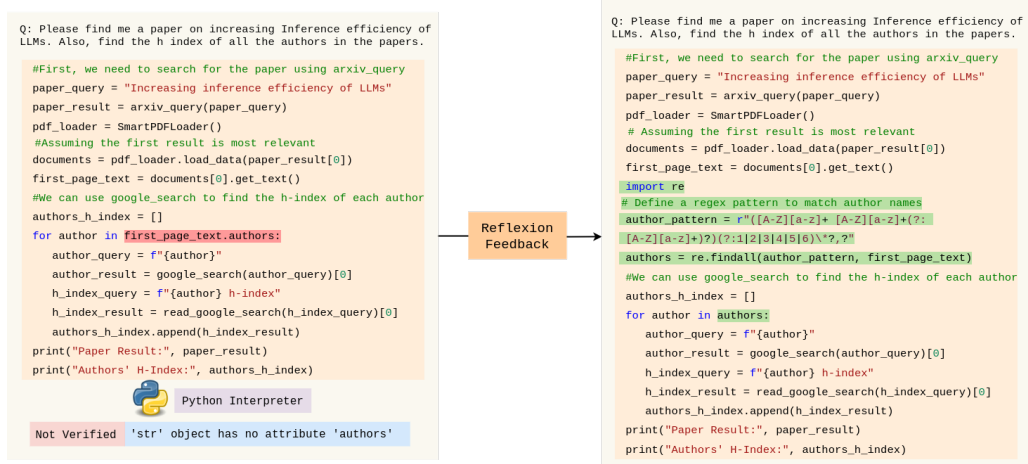 Q: Please find me a paper on increasing Inference efficiency of
LLMs. Also, find the h index of all the authors in the papers.
#First, we need to search for the paper using arxiv_query
paper_query = "Increasing inference efficiency of LLMs"
paper_result = arxiv_query(paper_query)
pdf_loader = SmartPDFLoader()
#Assuming the first result is most relevant
documents = pdf_loader.load_data(paper_result[0])
first_page_text = documents[0].get_text()
#We can use google_search to find the h-index of each author
authors_h_index = []
for author in first_page_text.authors:
author_query = f"{author}"
author_result = google_search(author_query)[0]
h_index_query = f"{author} h-index"
h_index_result = read_google_search(h_index_query)[0]
authors_h_index.append(h_index_result)
print("Paper Result:", paper_result)
print("Authors' H-Index:", authors_h_index)
Python Interpreter
Not Verified 'str' object has no attribute 'authors'
Reflexion
Feedback
Q: Please find me a paper on increasing Inference efficiency of
LLMs. Also, find the h index of all the authors in the papers.
#First, we need to search for the paper using arxiv_query
paper_query = "Increasing inference efficiency of LLMs"
paper_result = arxiv_query(paper_query)
pdf_loader = SmartPDFLoader()
# Assuming the first result is most relevant
documents = pdf_loader.load_data(paper_result[0])
first_page_text = documents[0].get_text()
import re
# Define a regex pattern to match author names
author_pattern = r"([A-Z][a-z]+ [A-Z][a-z]+(?:
[A-Z][a-z]+)?)(?:1|2|3|4|5|6)\*?,?"
authors = re.findall(author_pattern, first_page_text)
#We can use google_search to find the h-index of each author
authors_h_index = []
for author in authors:
author_query = f"{author}"
author_result = google_search(author_query)[0]
h_index_query = f"{author} h-index"
h_index_result = read_google_search(h_index_query)[0]
authors_h_index.append(h_index_result)
print("Paper Result:", paper_result)
print("Authors' H-Index:", authors_h_index)